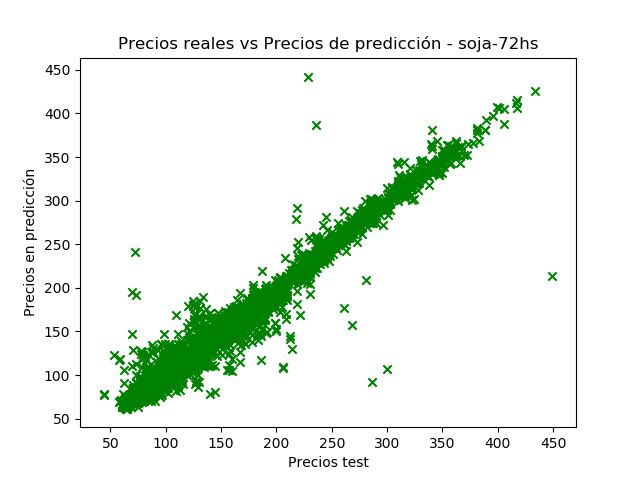 Precios reales vs Precios de predicción - soja-72hs
450
400
350
300
250
200
150
100
50
Precios en predicción
50 100 150 200 250 300 350 400 450
Precios test